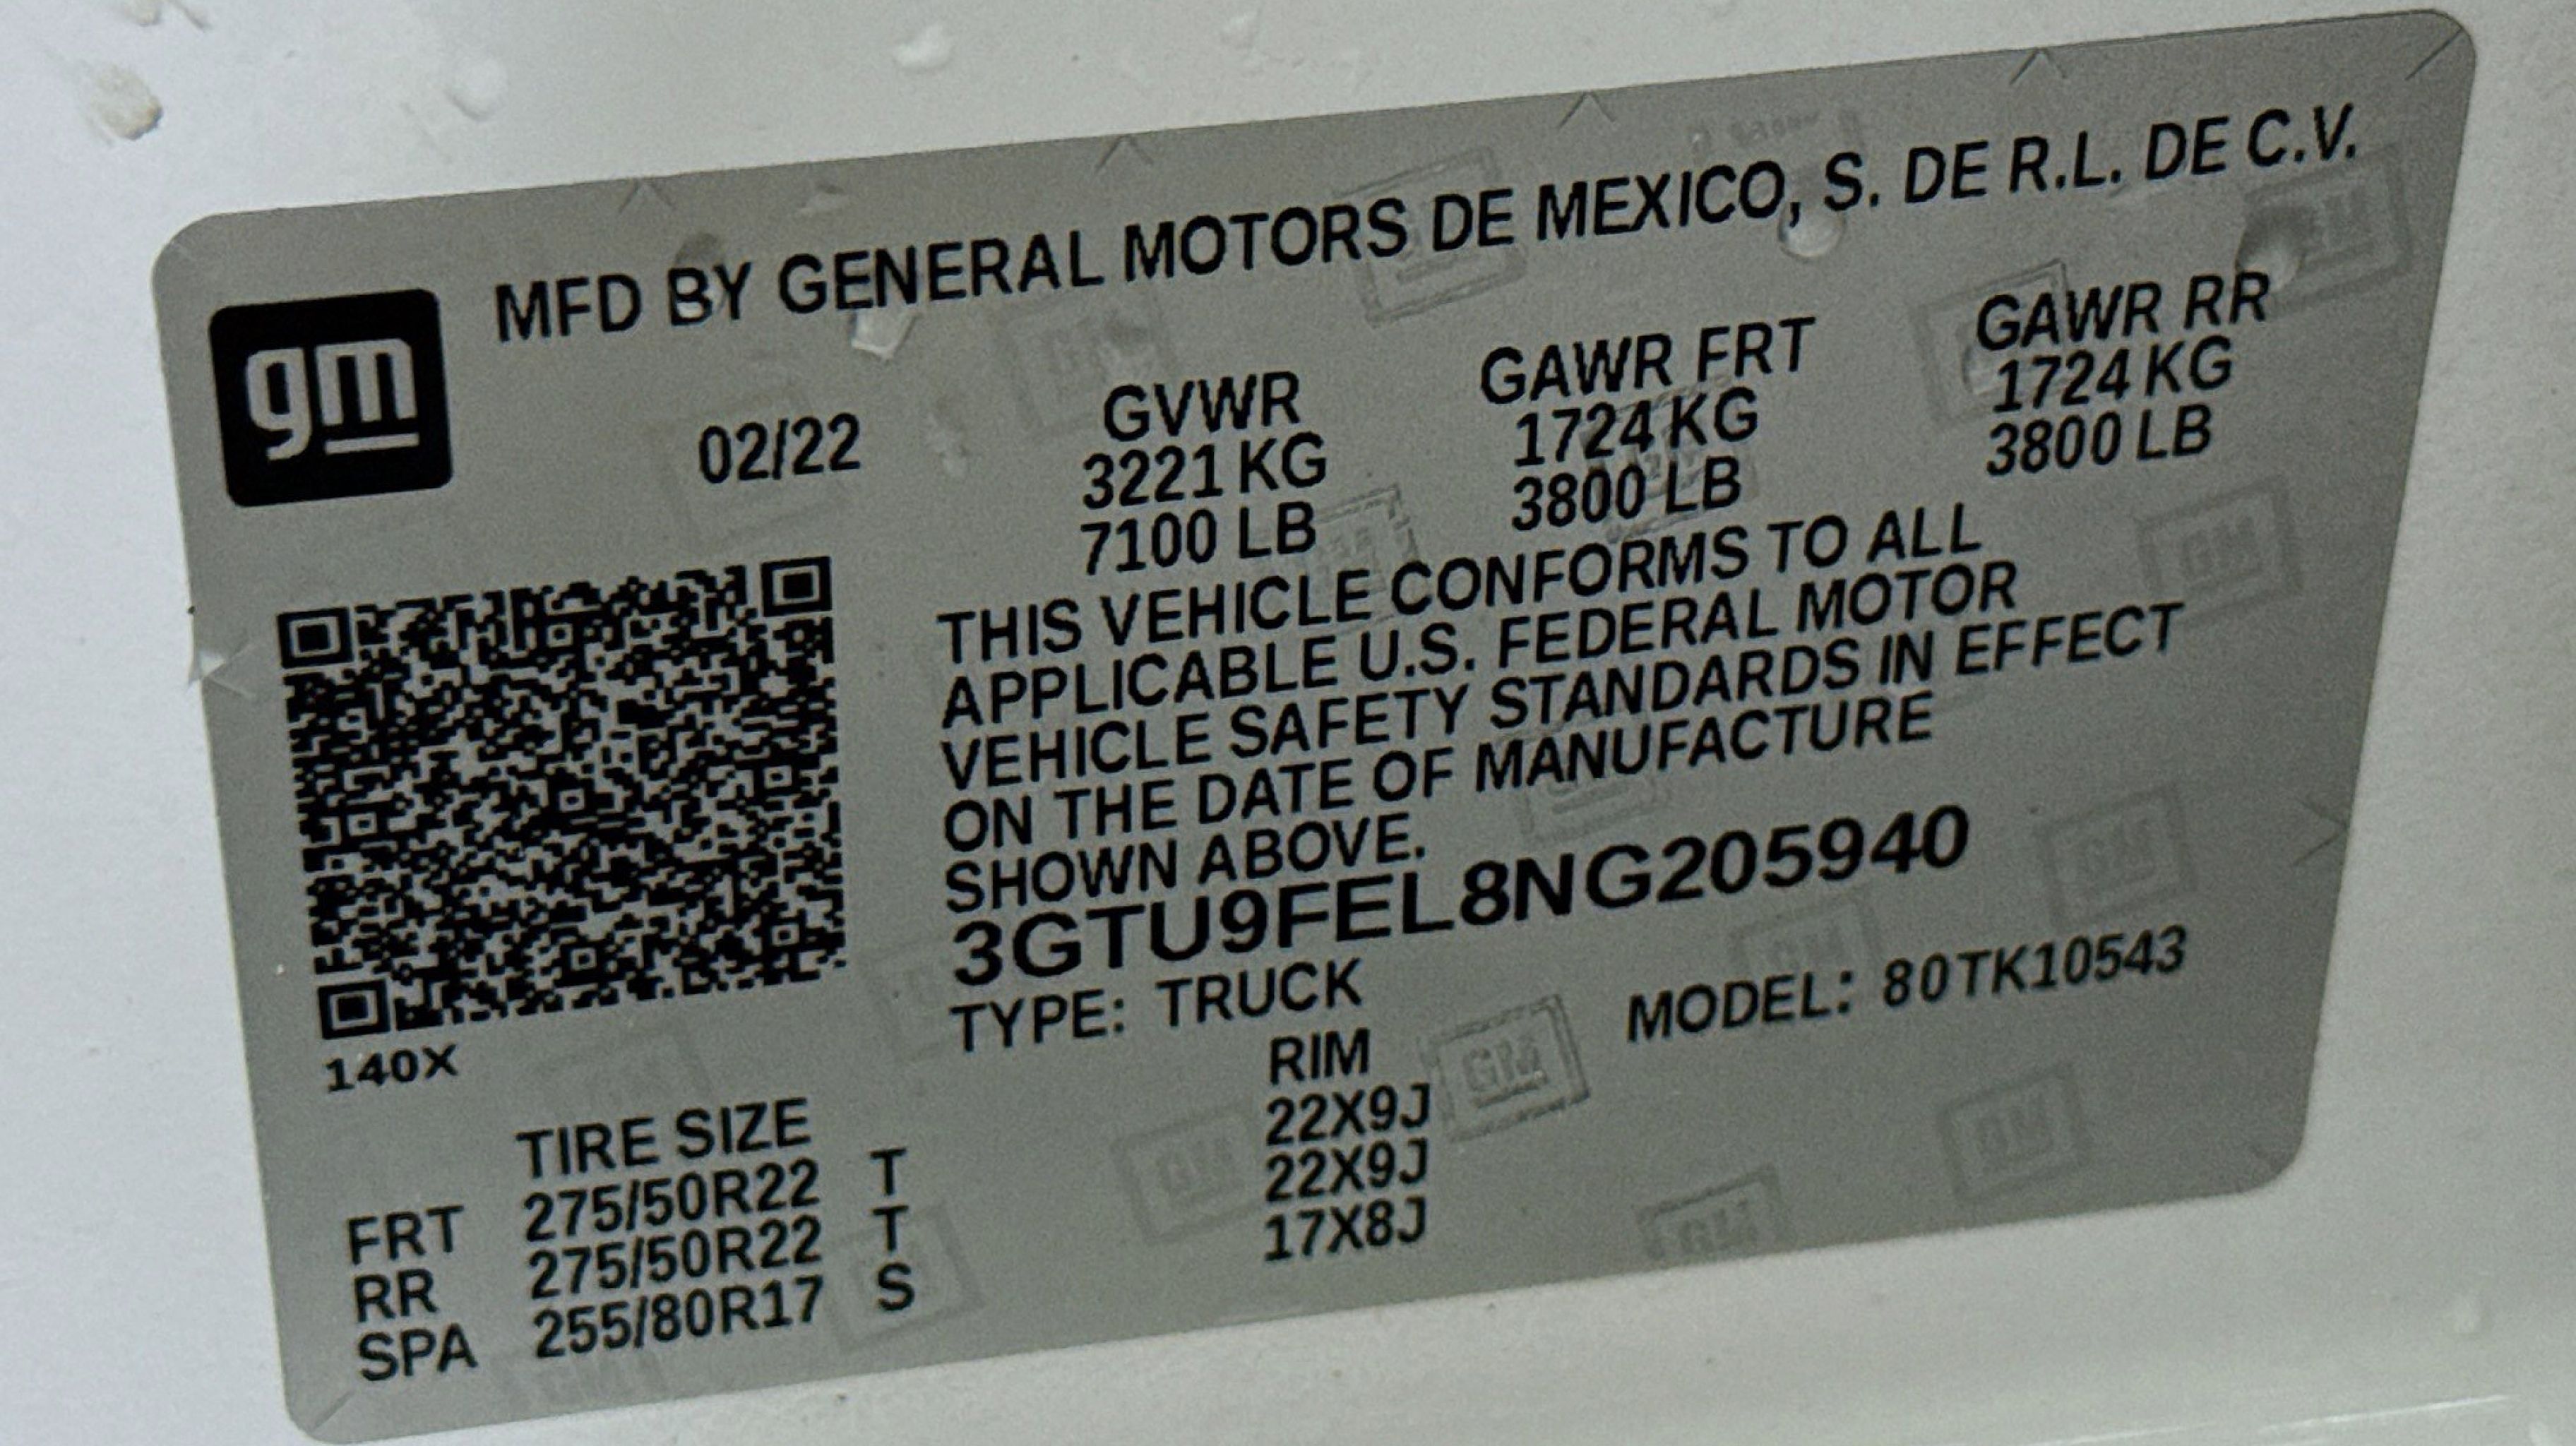 gm
MFD BY GENERAL MOTORS DE MEXICO, S. DE R.L. DE C.V.
02/22
GVWR
3221 KG
7100 LB
GAWR FRT
1724 KG
3800 LB
GAWR RR
1724 KG
3800 LB
THIS VEHICLE CONFORMS TO ALL
APPLICABLE U.S. FEDERAL MOTOR
VEHICLE SAFETY STANDARDS IN EFFECT
ON THE DATE OF MANUFACTURE
SHOWN ABOVE.
3GTU9FEL8NG205940
TYPE: TRUCK
MODEL: 80TK10543
140X
TIRE SIZE RIM
FRT 275/50R22 T 22X9J
RR 275/50R22 T 22X9J
SPA 255/80R17 S 17X8J
GM